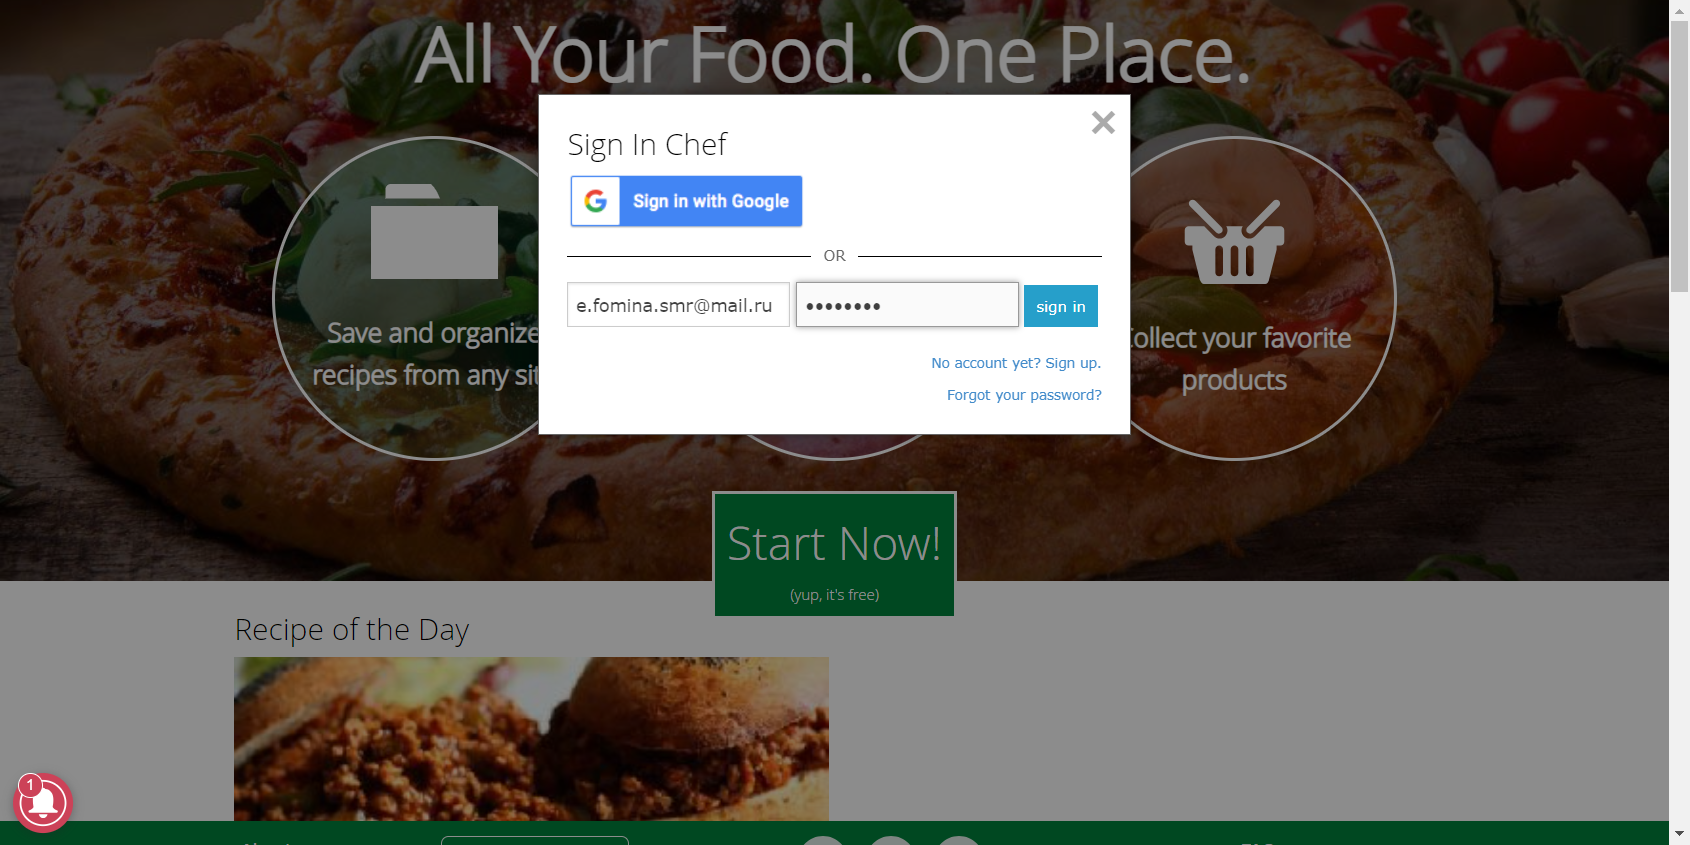 All Your Food. One Place.
Sign In Chef
Sign in with Google
OR
e.fomina.smr@mail.ru
sign in
No account yet? Sign up.
Forgot your password?
Save and organize
recipes from any
Collect your favorite
products
Start Now!
(yup, it's free)
Recipe of the Day
1